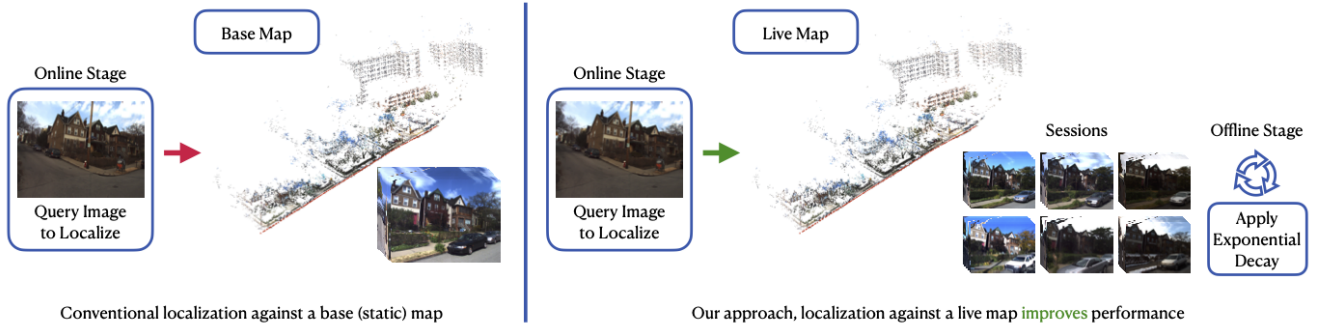 Base Map
Online Stage
Query Image
to Localize
Conventional localization against a base (static) map
Live Map
Online Stage
Query Image
to Localize
Sessions
Offline Stage
Apply
Exponential
Decay
Our approach, localization against a live map improves performance